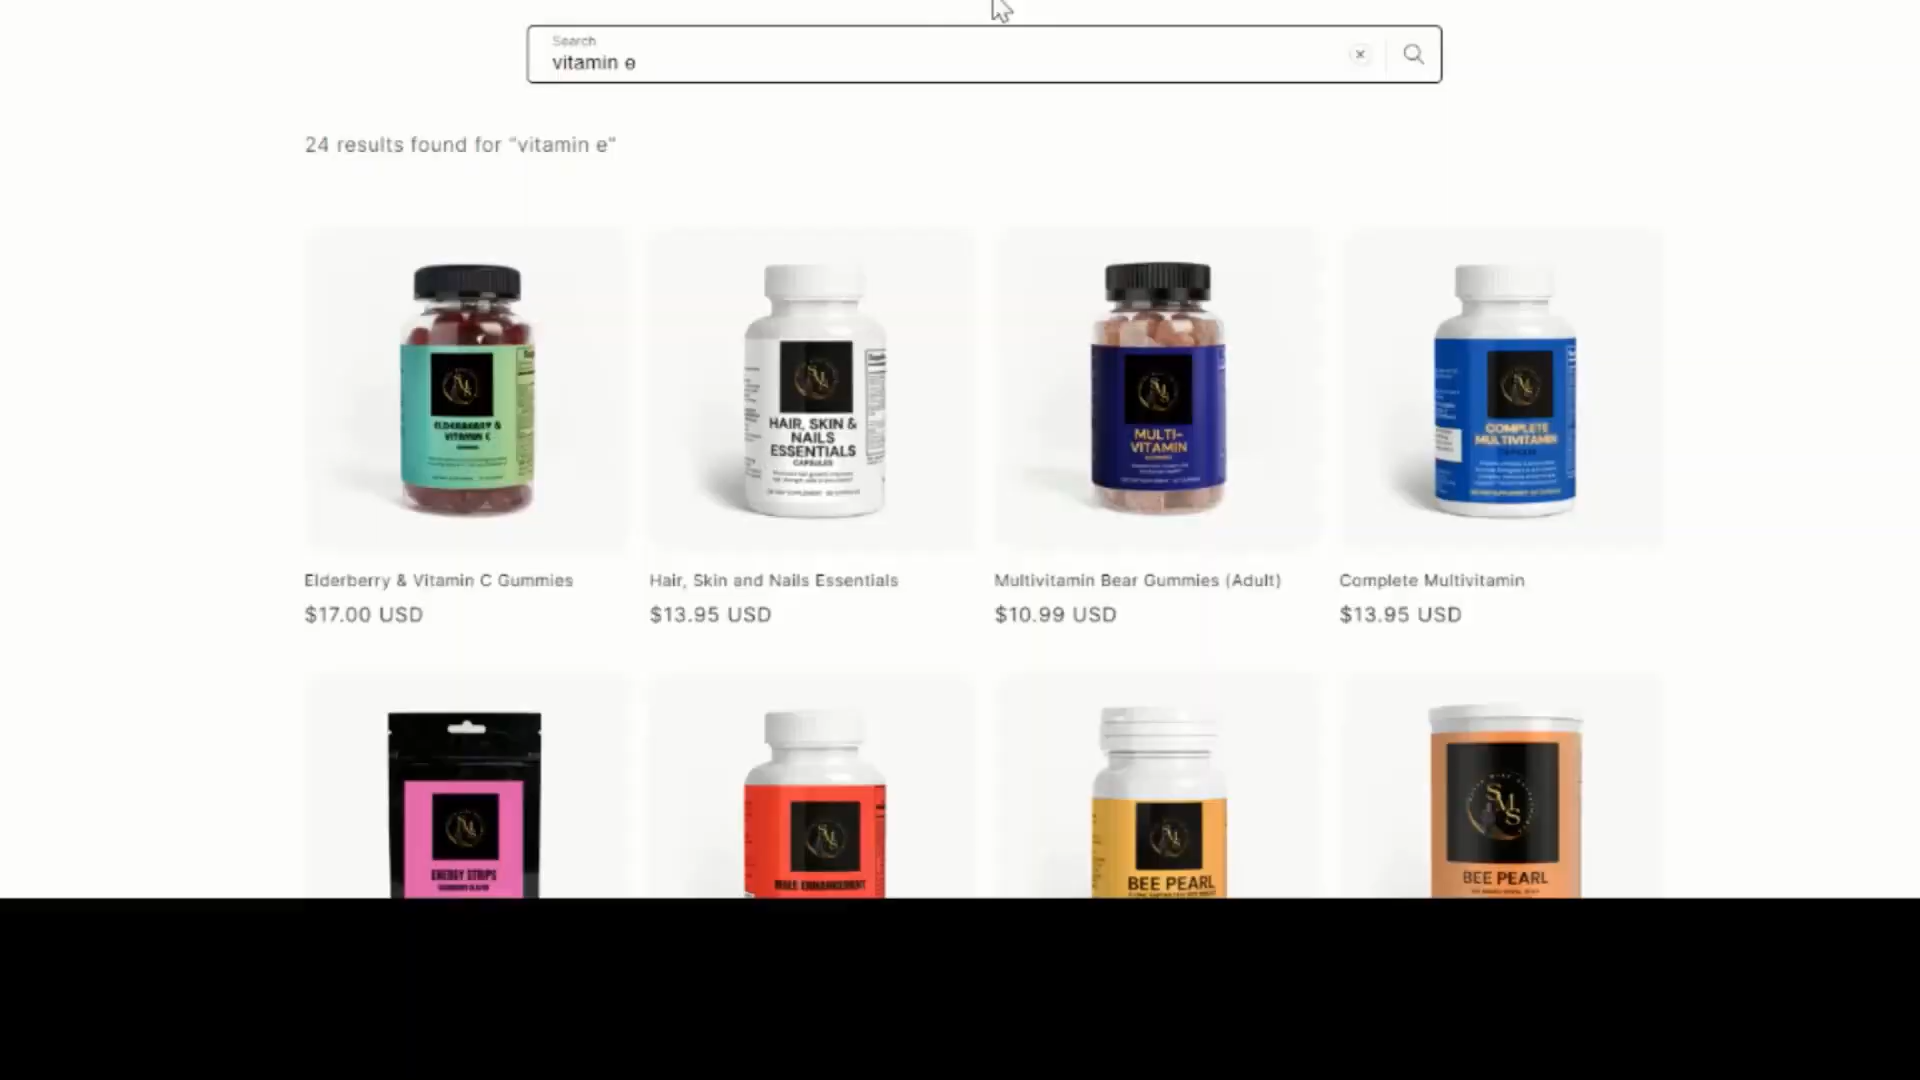 Search
vitamin e
24 results found for "vitamin e"
ELDERBERRY &
VITAMIN C
HAIR, SKIN &
NAILS
ESSENTIALS
CAPSULES
MULTI-
VITAMIN
COMPLETE
MULTIVITAMIN
Elderberry & Vitamin C Gummies
Hair, Skin and Nails Essentials
Multivitamin Bear Gummies (Adult)
Complete Multivitamin
$17.00 USD
$13.95 USD
$10.99 USD
$13.95 USD
SMS
ENERGY STRIPS
MALE ENHANCEMENT
BEE PEARL
BEE PEARL